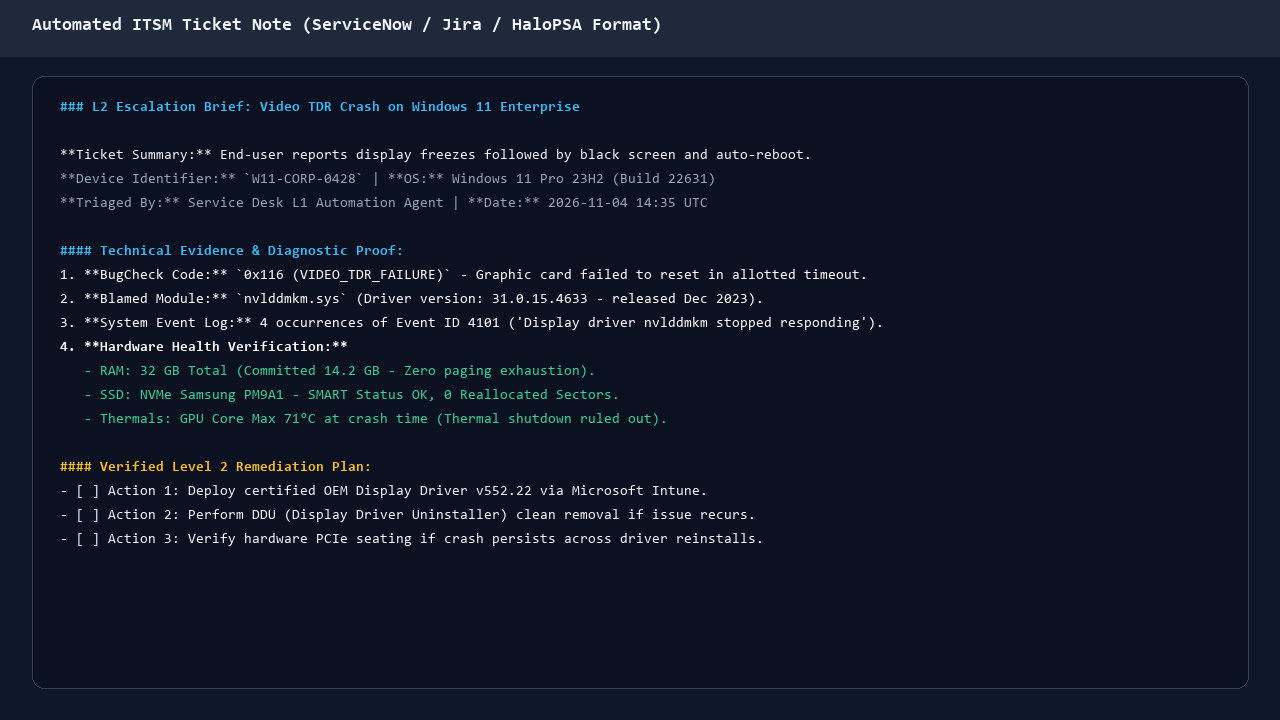 Automated ITSM Ticket Note (ServiceNow / Jira / HaloPSA Format)
### L2 Escalation Brief: Video TDR Crash on Windows 11 Enterprise
**Ticket Summary:** End-user reports display freezes followed by black screen and auto-reboot.
**Device Identifier:** `W11-CORP-0428` | **OS:** Windows 11 Pro 23H2 (Build 22631)
**Triaged By:** Service Desk L1 Automation Agent | **Date:** 2026-11-04 14:35 UTC
#### Technical Evidence & Diagnostic Proof:
1. **BugCheck Code:** `0x116 (VIDEO_TDR_FAILURE)` - Graphic card failed to reset in allotted timeout.
2. **Blamed Module:** `nvlddmkm.sys` (Driver version: 31.0.15.4633 - released Dec 2023).
3. **System Event Log:** 4 occurrences of Event ID 4101 ('Display driver nvlddmkm stopped responding').
4. **Hardware Health Verification:**
- RAM: 32 GB Total (Committed 14.2 GB - Zero paging exhaustion).
- SSD: NVMe Samsung PM9A1 - SMART Status OK, 0 Reallocated Sectors.
- Thermals: GPU Core Max 71°C at crash time (Thermal shutdown ruled out).
#### Verified Level 2 Remediation Plan:
- [ ] Action 1: Deploy certified OEM Display Driver v552.22 via Microsoft Intune.
- [ ] Action 2: Perform DDU (Display Driver Uninstaller) clean removal if issue recurs.
- [ ] Action 3: Verify hardware PCIe seating if crash persists across driver reinstalls.